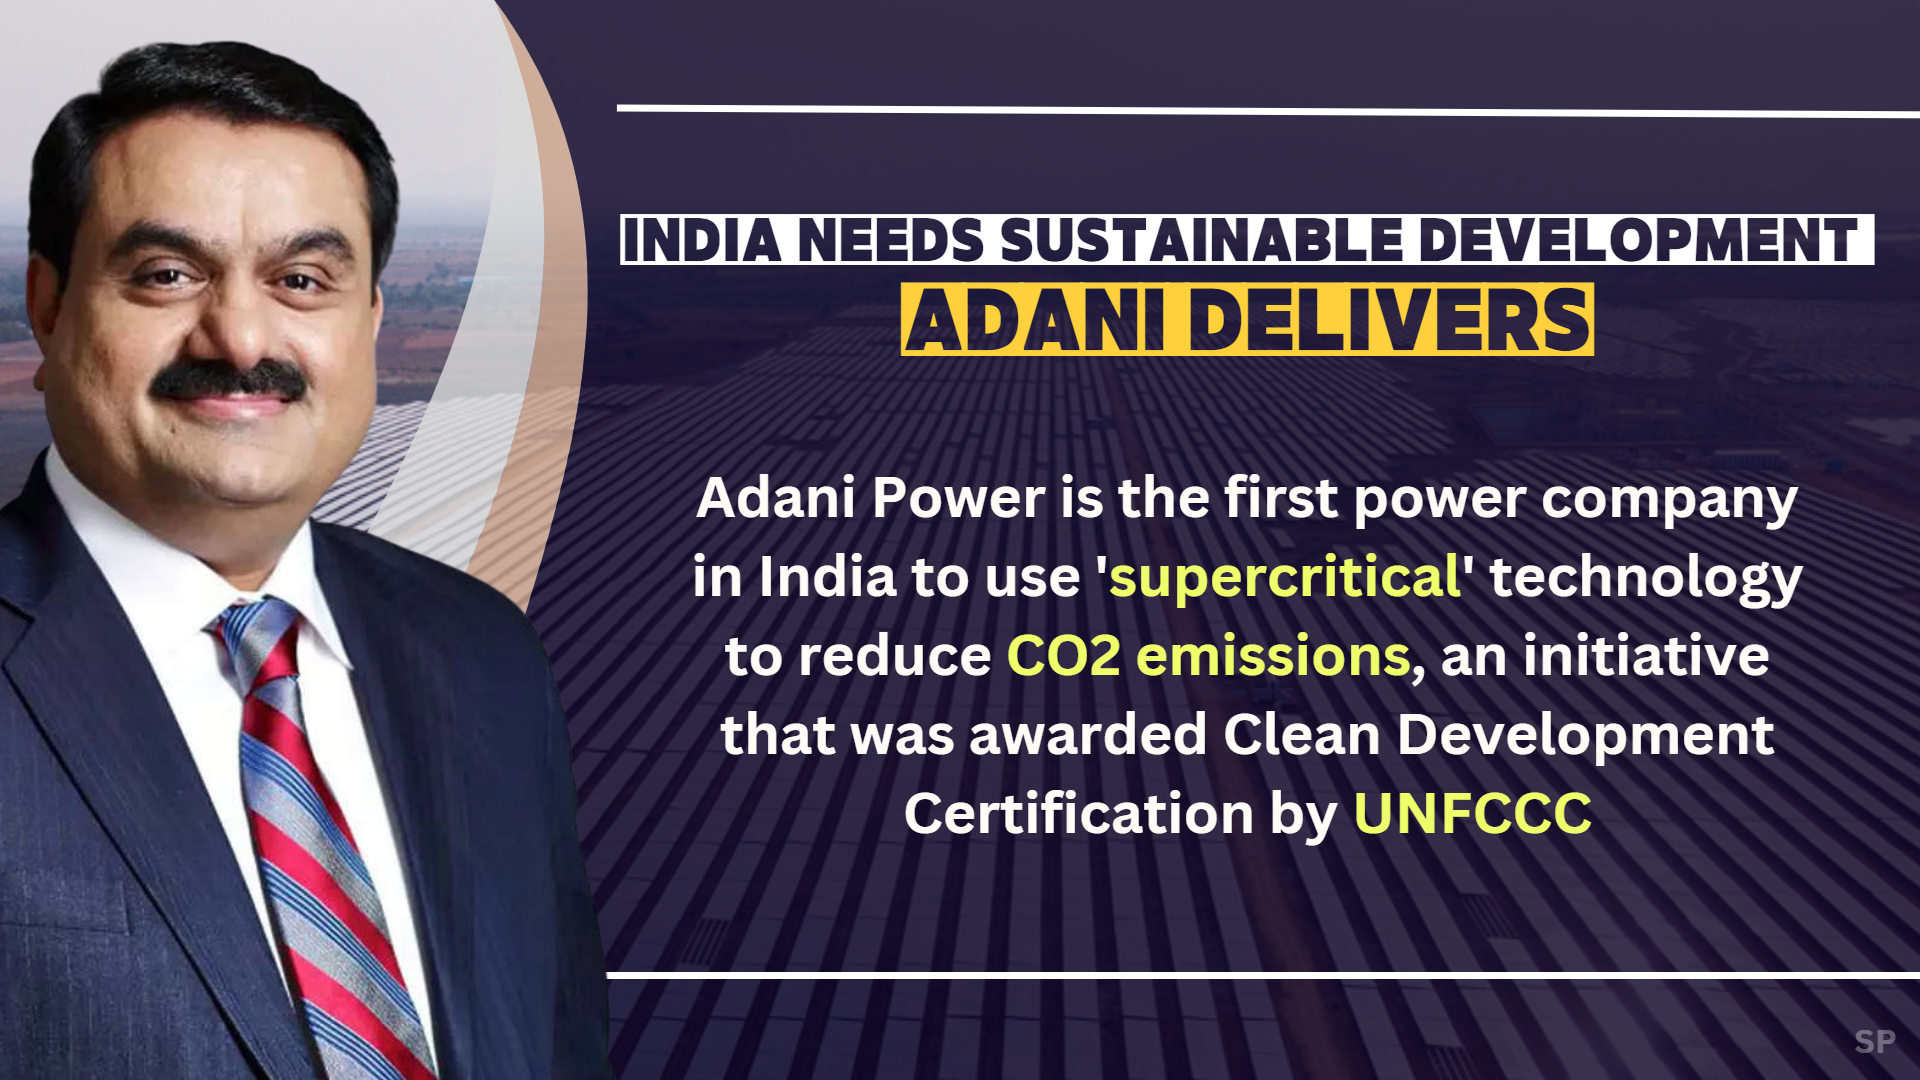 INDIA NEEDS SUSTAINABLE DEVELOPMENT
ADANI DELIVERS
Adani Power is the first power company
in India to use 'supercritical' technology
to reduce CO2 emissions, an initiative
that was awarded Clean Development
Certification by UNFCCC
SP